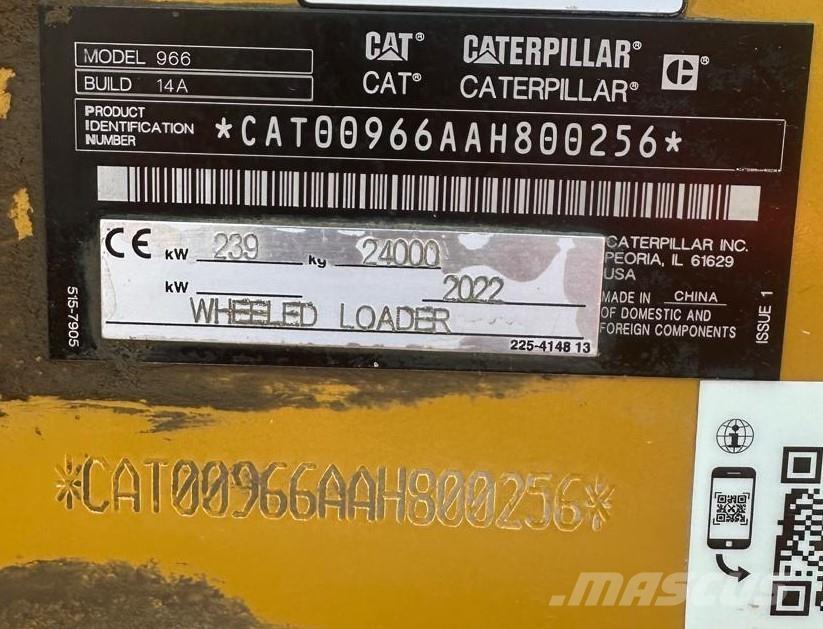 MODEL 966
BUILD 14A
CAT® CATERPILLAR® C®
CAT® CATERPILLAR®
PRODUCT
IDENTIFICATION
NUMBER
*CAT00966AAH800256*
CE kW 239 kg 24000
kW 2022
WHEELED LOADER
225-4148 13
CATERPILLAR INC.
PEORIA, IL 61629
USA
MADE IN CHINA
OF DOMESTIC AND
FOREIGN COMPONENTS
ISSUE 1
515-7905
*CAT00966AAH800256*
MASCUS